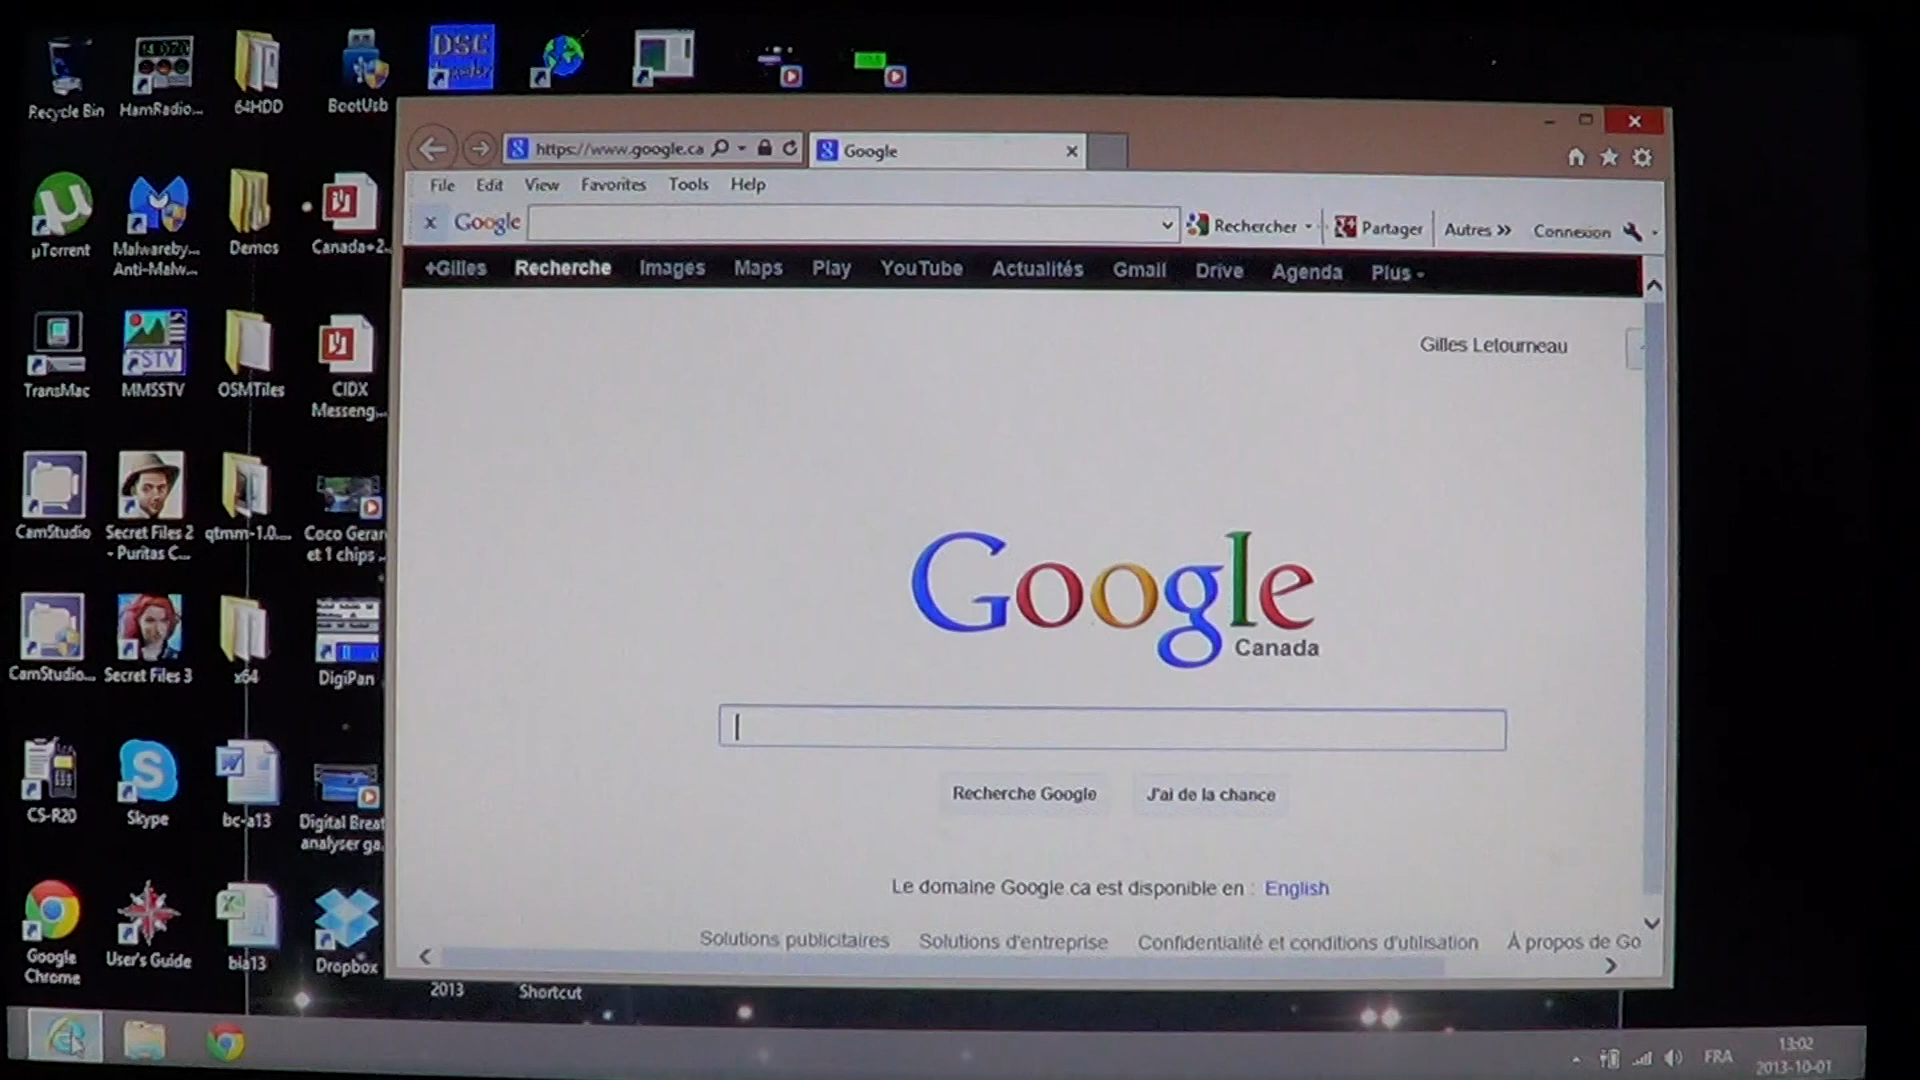 DSC
Recycle Bin
HamRadio...
64HDD
BootUsb
https://www.google.ca
Google
File Edit View Favorites Tools Help
x Google
Rechercher
Partager
Autres »
Connexion
+Gilles Recherche Images Maps Play YouTube Actualités Gmail Drive Agenda Plus
Gilles Letourneau
Google
Canada
Recherche Google
J'ai de la chance
Le domaine Google.ca est disponible en : English
Solutions publicitaires Solutions d'entreprise Confidentialité et conditions d'utilisation À propos de Go
µTorrent
Malwareby...
Anti-Malw...
Demos
Canada+2...
TransMac
SSTV
MMSSTV
OSMTiles
CIDX
Messeng...
CamStudio
Secret Files 2
- Puritas C...
qtmm-1.0....
Coco Gerar
et 1 chips ..
CamStudio...
Secret Files 3
x64
DigiPan
CS-R20
Skype
bc-a13
Digital Breat
analyser ga.
Google
Chrome
User's Guide
bia13
Dropbox
2013
Shortcut
FRA
13:02
2013-10-01